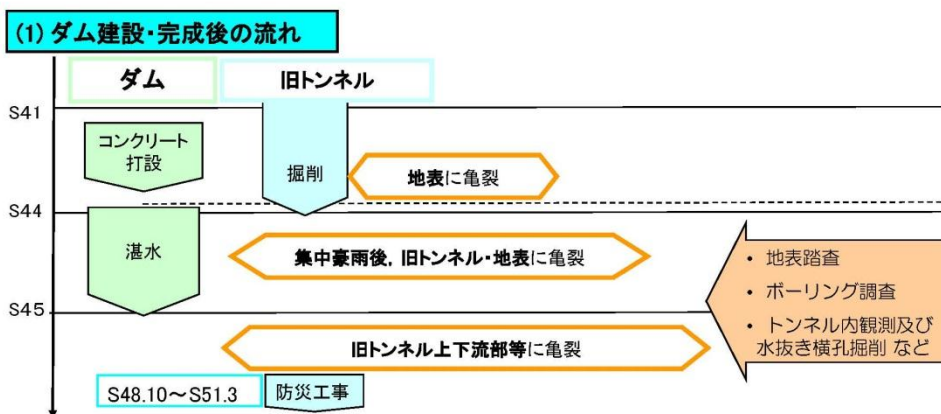 (1) ダム建設・完成後の流れ
ダム
旧トンネル
S41
コンクリート
打設
掘削
地表に亀裂
S44
湛水
集中豪雨後，旧トンネル・地表に亀裂
• 地表踏査
• ボーリング調査
• トンネル内観測及び
水抜き横孔掘削 など
S45
旧トンネル上下流部等に亀裂
S48.10～S51.3
防災工事